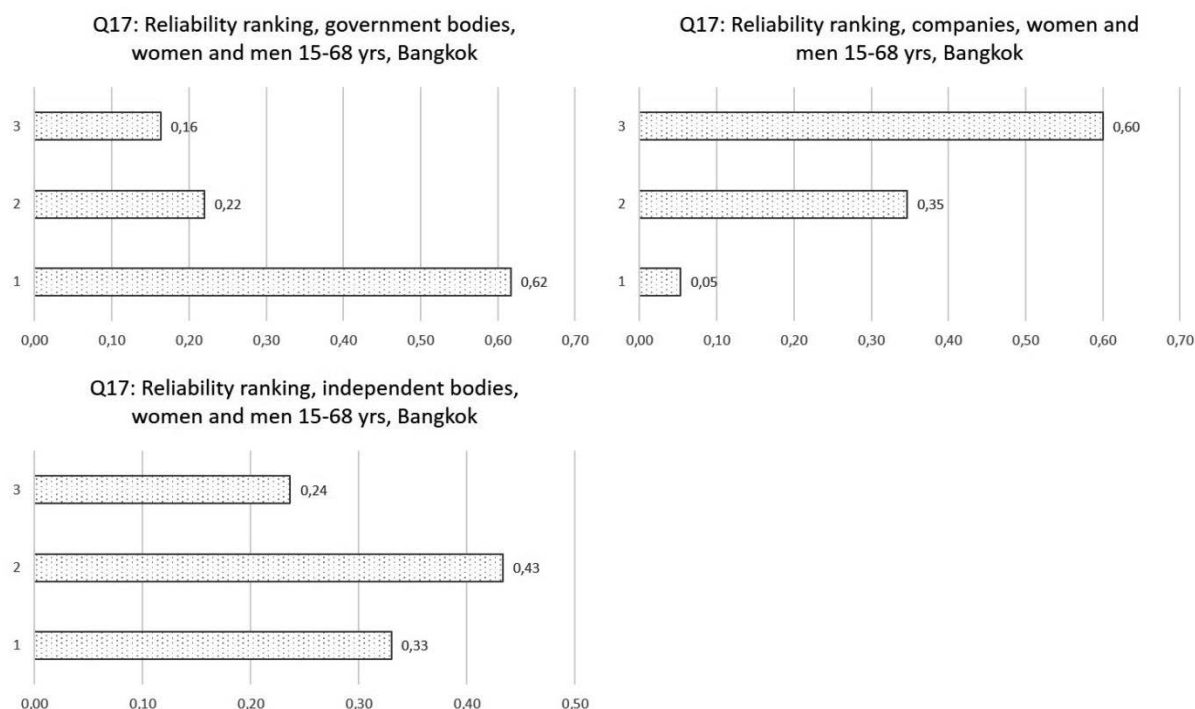 Q17: Reliability ranking, government bodies,
women and men 15-68 yrs, Bangkok
3
0,16
2
0,22
1
0,62
0,00 0,10 0,20 0,30 0,40 0,50 0,60 0,70
Q17: Reliability ranking, companies, women and
men 15-68 yrs, Bangkok
3
0,60
2
0,35
1
0,05
0,00 0,10 0,20 0,30 0,40 0,50 0,60 0,70
Q17: Reliability ranking, independent bodies,
women and men 15-68 yrs, Bangkok
3
0,24
2
0,43
1
0,33
0,00 0,10 0,20 0,30 0,40 0,50